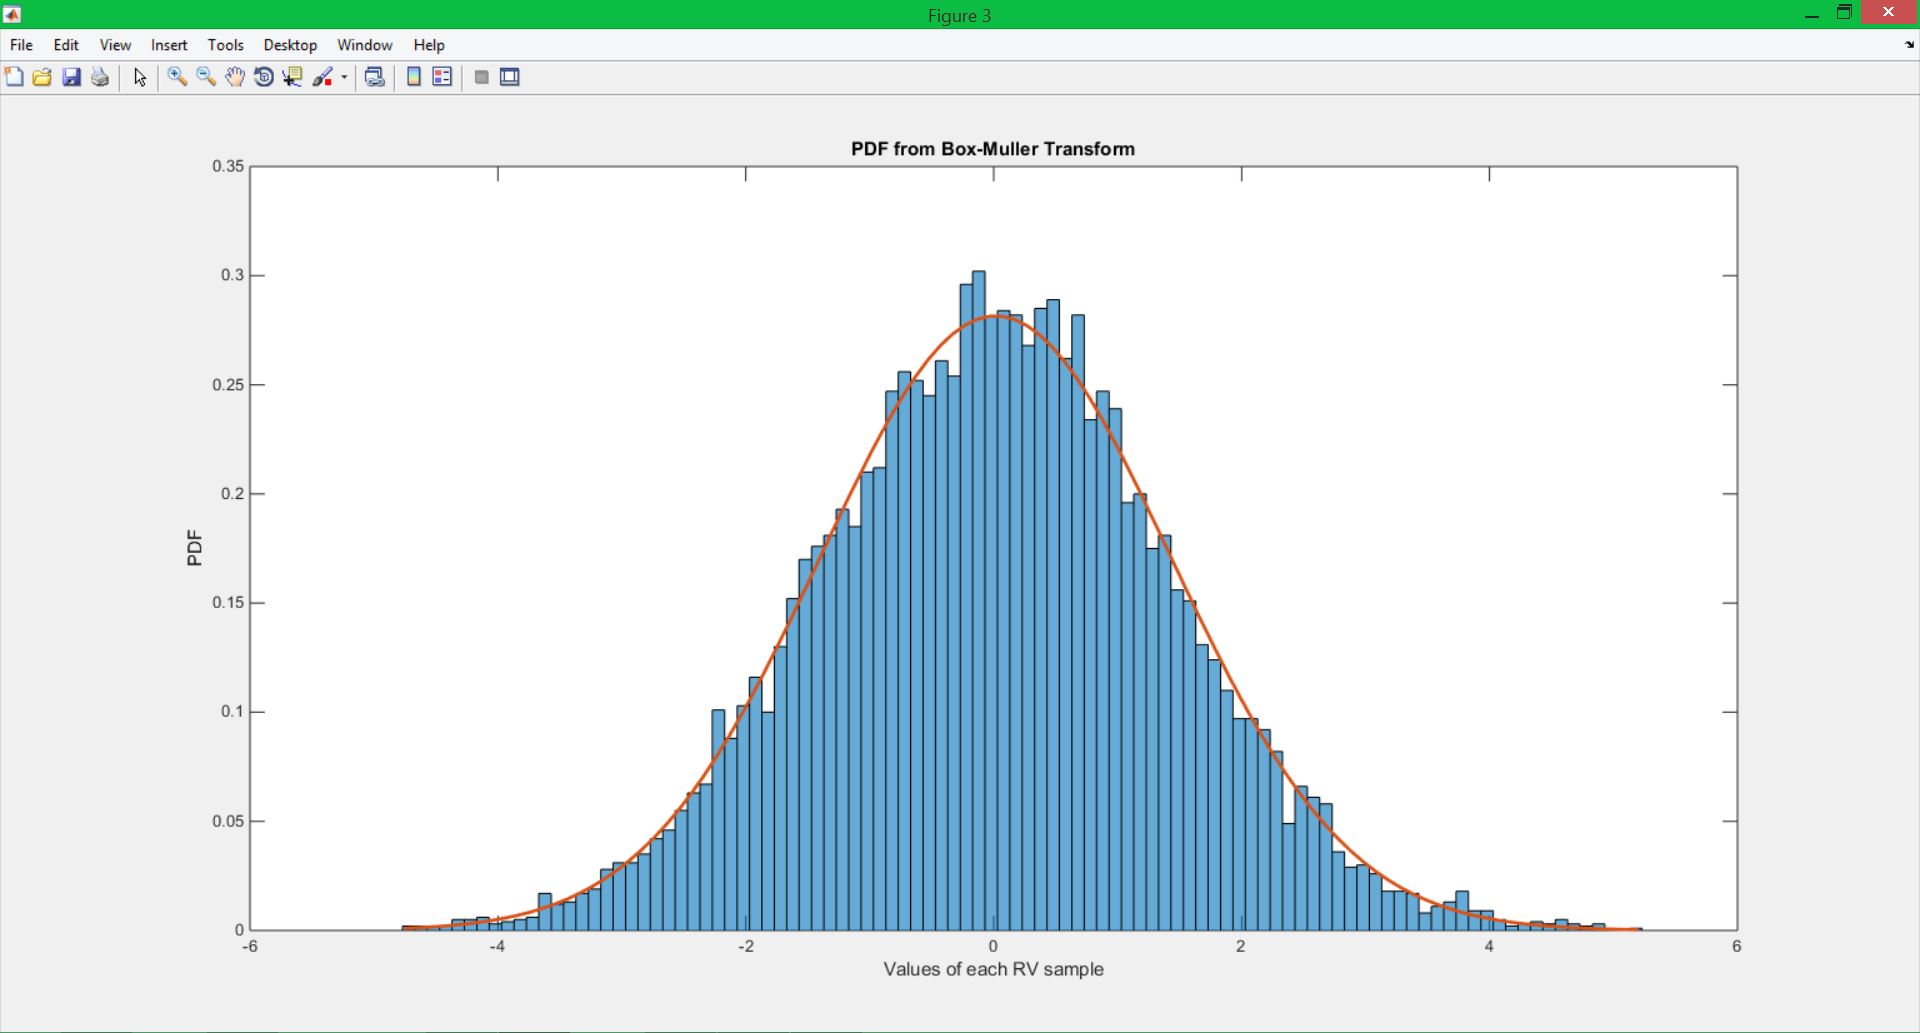 Figure 3
File Edit View Insert Tools Desktop Window Help
PDF from Box-Muller Transform
0.35
0.3
0.25
0.2
0.15
0.1
0.05
0
PDF
-6 -4 -2 0 2 4 6
Values of each RV sample